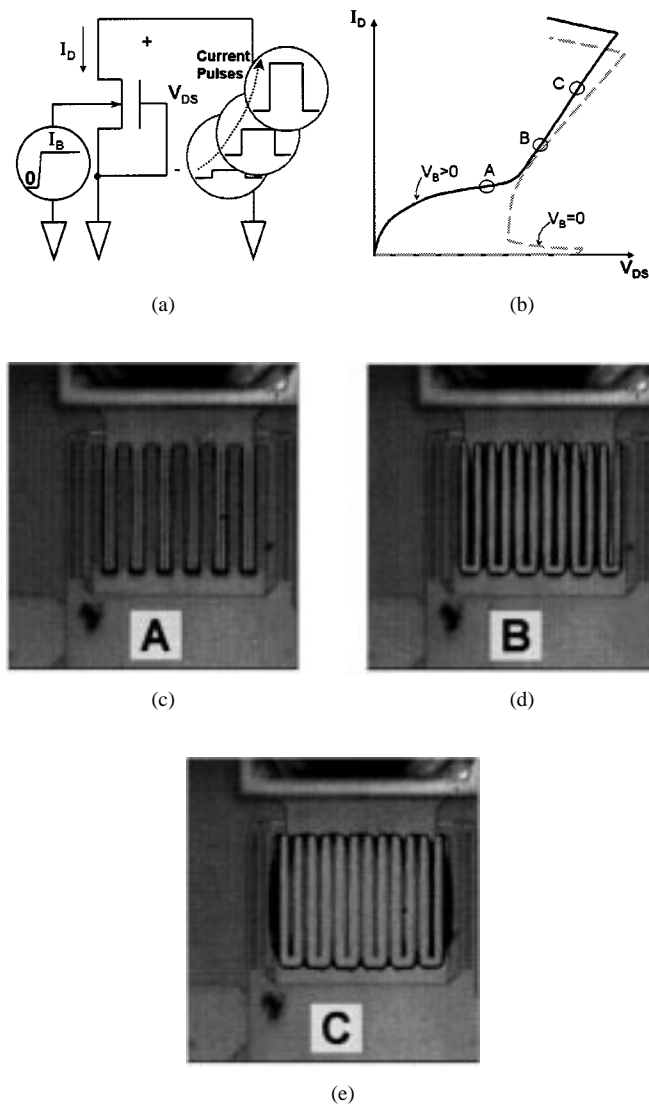 I_D
+
Current
Pulses
V_DS
I_B
0
-
(a)
I_D
C
B
A
V_B>0
V_B=0
V_DS
(b)
A
(c)
B
(d)
C
(e)